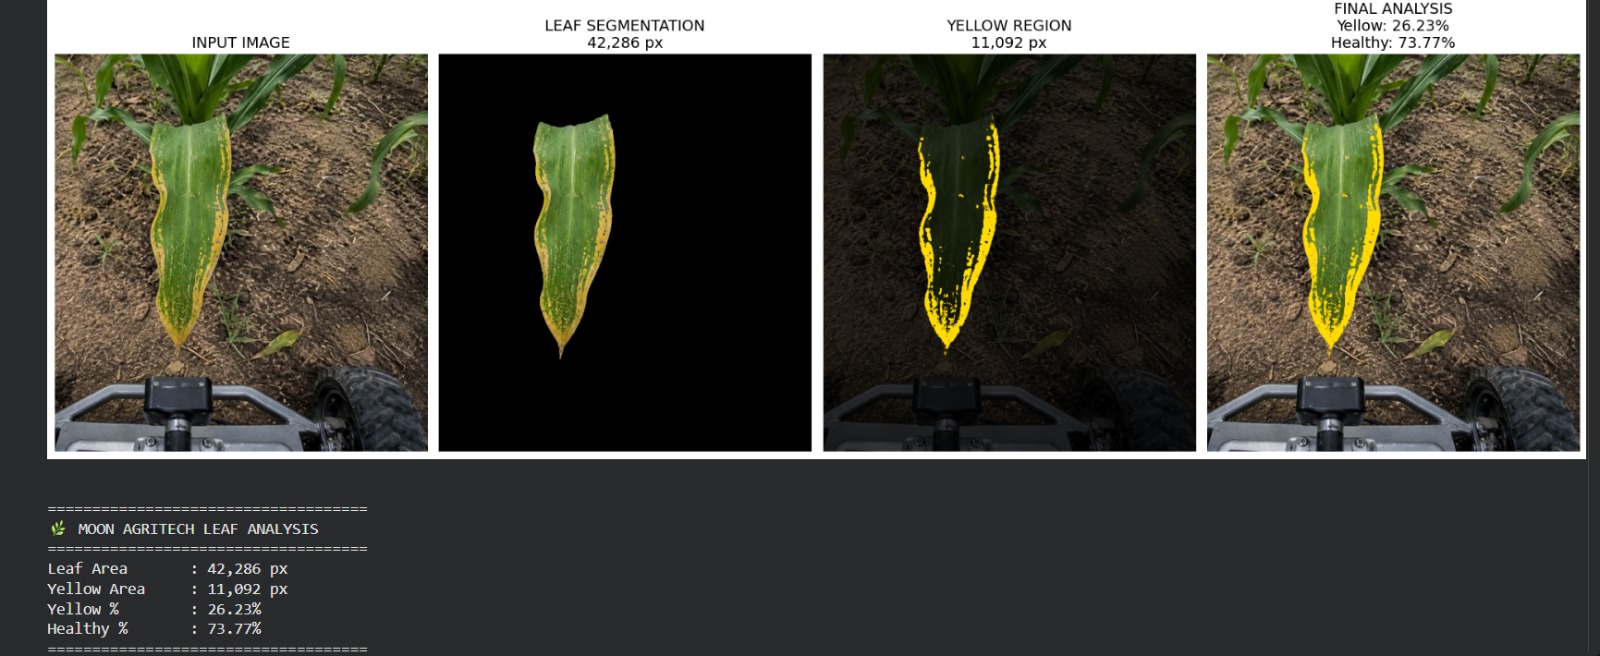 INPUT IMAGE
LEAF SEGMENTATION
42,286 px
YELLOW REGION
11,092 px
FINAL ANALYSIS
Yellow: 26.23%
Healthy: 73.77%
====================================
🌿 MOON AGRITECH LEAF ANALYSIS
====================================
Leaf Area       : 42,286 px
Yellow Area     : 11,092 px
Yellow %        : 26.23%
Healthy %       : 73.77%
====================================